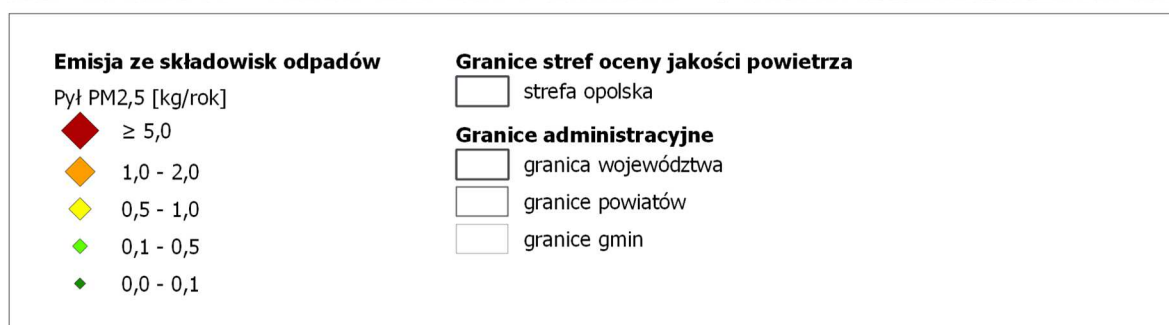 Emisja ze składowisk odpadów
Pył PM2,5 [kg/rok]
≥ 5,0
1,0 - 2,0
0,5 - 1,0
0,1 - 0,5
0,0 - 0,1
Granice stref oceny jakości powietrza
strefa opolska
Granice administracyjne
granica województwa
granice powiatów
granice gmin